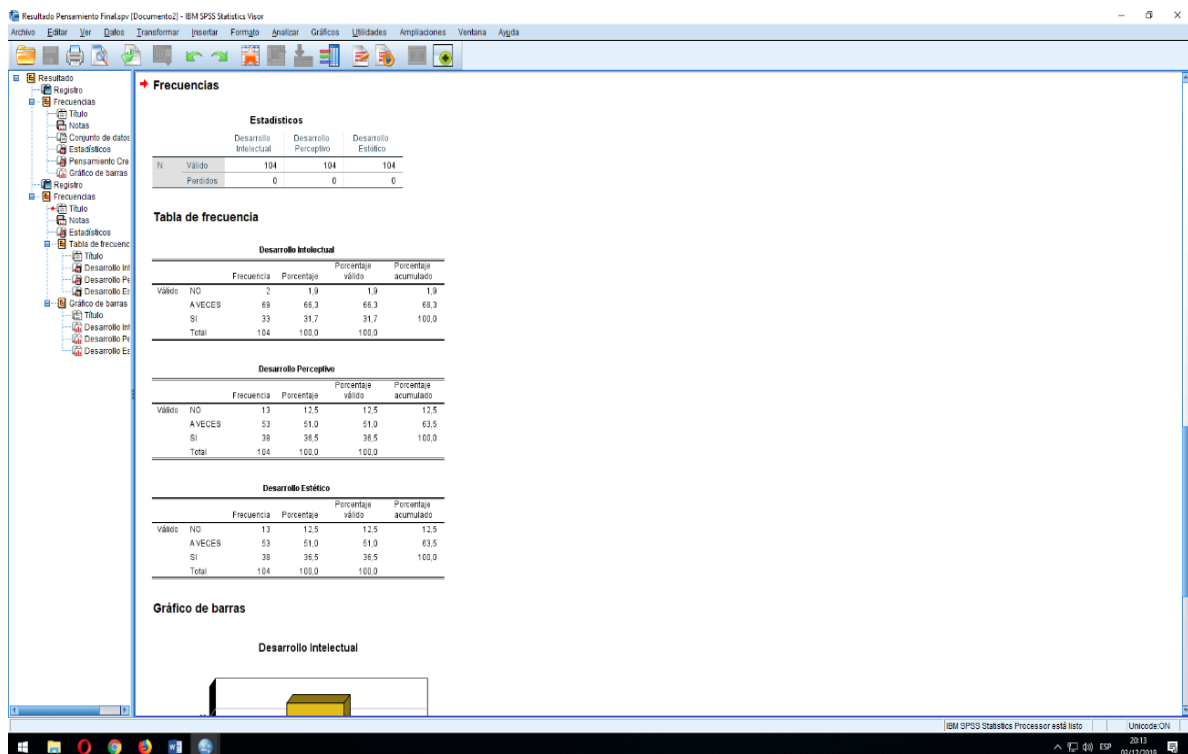 Resultado Pensamiento Final.spv [Documento2] - IBM SPSS Statistics Visor
Archivo Editar Ver Datos Transformar Insertar Formato Analizar Gráficos Utilidades Ampliaciones Ventana Ayuda
Resultado
Registro
Frecuencias
Título
Notas
Conjunto de datos
Estadísticos
Pensamiento Cre
Gráfico de barras
Registro
Frecuencias
Título
Notas
Estadísticos
Tabla de frecuenc
Título
Desarrollo Int
Desarrollo Pe
Desarrollo Es
Gráfico de barras
Título
Desarrollo Int
Desarrollo Pe
Desarrollo Es
Frecuencias
Estadísticos
Desarrollo Intelectual Desarrollo Perceptivo Desarrollo Estético
N Válido 104 104 104
Perdidos 0 0 0
Tabla de frecuencia
Desarrollo Intelectual
Frecuencia Porcentaje Porcentaje válido Porcentaje acumulado
Válido NO 2 1,9 1,9 1,9
A VECES 69 66,3 66,3 68,3
SI 33 31,7 31,7 100,0
Total 104 100,0 100,0
Desarrollo Perceptivo
Frecuencia Porcentaje Porcentaje válido Porcentaje acumulado
Válido NO 13 12,5 12,5 12,5
A VECES 53 51,0 51,0 63,5
SI 38 36,5 36,5 100,0
Total 104 100,0 100,0
Desarrollo Estético
Frecuencia Porcentaje Porcentaje válido Porcentaje acumulado
Válido NO 13 12,5 12,5 12,5
A VECES 53 51,0 51,0 63,5
SI 38 36,5 36,5 100,0
Total 104 100,0 100,0
Gráfico de barras
Desarrollo Intelectual
IBM SPSS Statistics Processor está listo Unicode:ON
ESP 20:13
03/12/2019